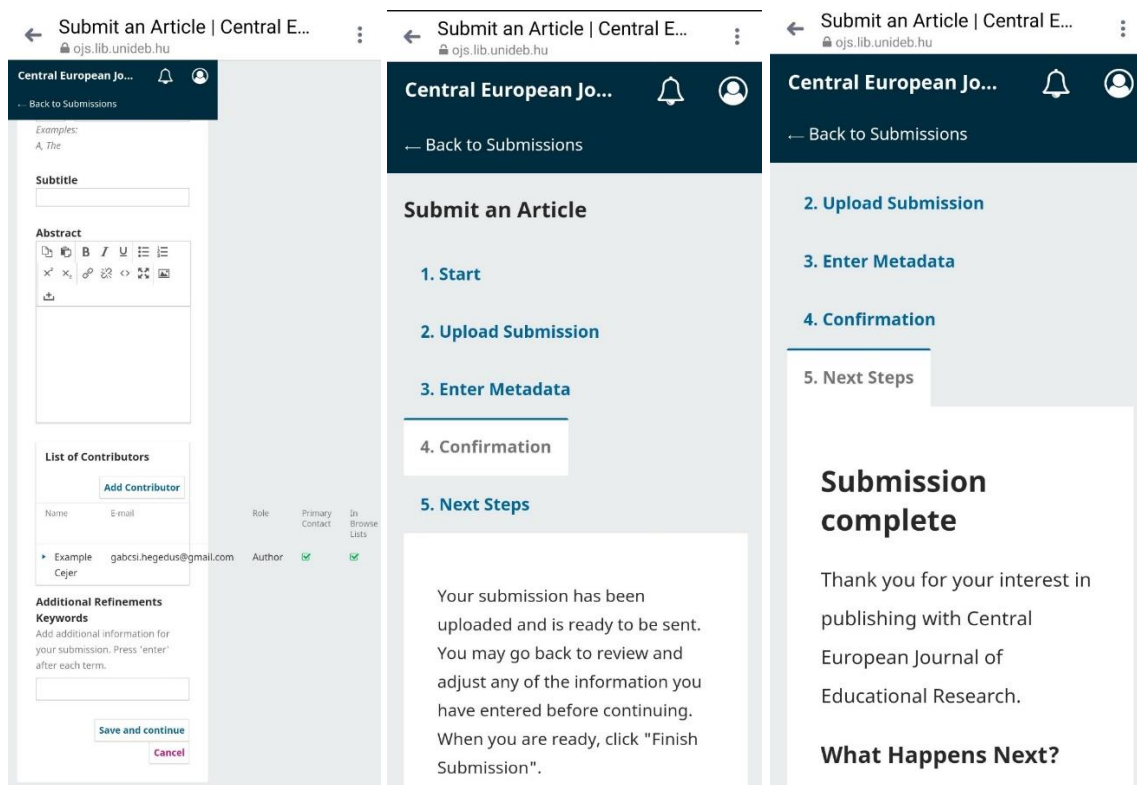 Submit an Article | Central E...
ojs.lib.unideb.hu
Central European Jo...
← Back to Submissions
Examples:
A, The
Subtitle
Abstract
B I U
x² x₂
List of Contributors
Add Contributor
Name E-mail Role Primary Contact In Browse Lists
Example Cejer gabcsi.hegedus@gmail.com Author
Additional Refinements
Keywords
Add additional information for
your submission. Press 'enter'
after each term.
Save and continue
Cancel
Submit an Article | Central E...
ojs.lib.unideb.hu
Central European Jo...
← Back to Submissions
Submit an Article
1. Start
2. Upload Submission
3. Enter Metadata
4. Confirmation
5. Next Steps
Your submission has been
uploaded and is ready to be sent.
You may go back to review and
adjust any of the information you
have entered before continuing.
When you are ready, click "Finish
Submission".
Submit an Article | Central E...
ojs.lib.unideb.hu
Central European Jo...
← Back to Submissions
2. Upload Submission
3. Enter Metadata
4. Confirmation
5. Next Steps
Submission
complete
Thank you for your interest in
publishing with Central
European Journal of
Educational Research.
What Happens Next?